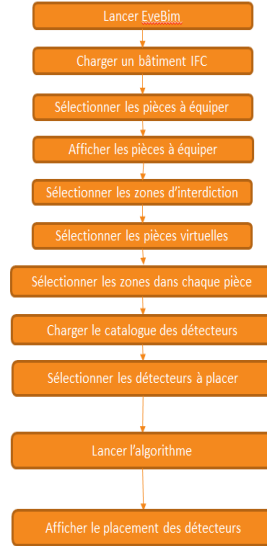 Lancer EveBim
Charger un bâtiment IFC
Sélectionner les pièces à équiper
Afficher les pièces à équiper
Sélectionner les zones d'interdiction
Sélectionner les pièces virtuelles
Sélectionner les zones dans chaque pièce
Charger le catalogue des détecteurs
Sélectionner les détecteurs à placer
Lancer l'algorithme
Afficher le placement des détecteurs